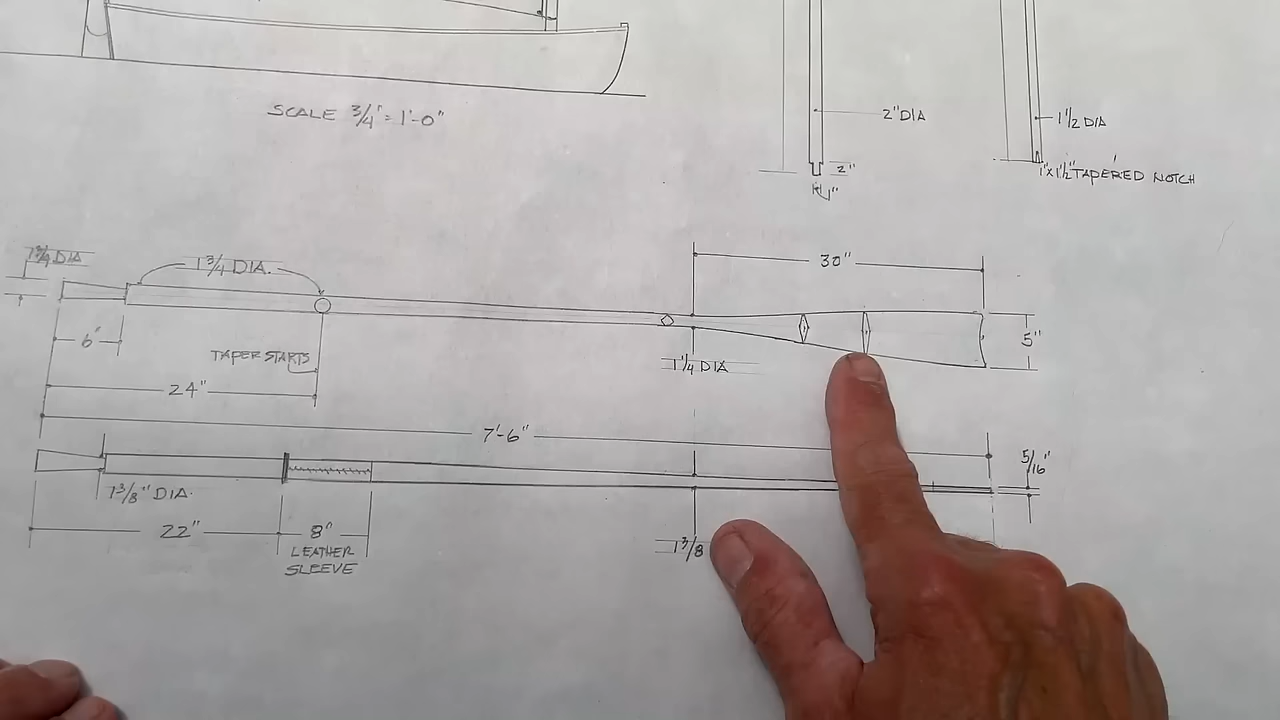 SCALE 3/4" = 1'-0"
2" DIA
1 1/2 DIA
2"
1"
1"x1 1/2" TAPERED NOTCH
1 3/4 DIA
1 3/4 DIA.
30"
6"
TAPER STARTS
24"
1 1/4 DIA
5"
7'-6"
5/16"
1 3/8" DIA.
22"
8"
LEATHER
SLEEVE
1 3/8